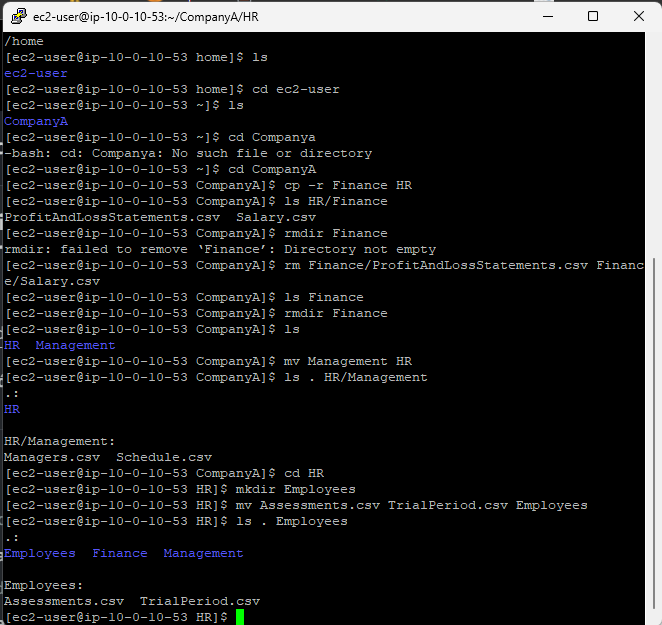 ec2-user@ip-10-0-10-53:~/CompanyA/HR
/home
[ec2-user@ip-10-0-10-53 home]$ ls
ec2-user
[ec2-user@ip-10-0-10-53 home]$ cd ec2-user
[ec2-user@ip-10-0-10-53 ~]$ ls
CompanyA
[ec2-user@ip-10-0-10-53 ~]$ cd Companya
-bash: cd: Companya: No such file or directory
[ec2-user@ip-10-0-10-53 ~]$ cd CompanyA
[ec2-user@ip-10-0-10-53 CompanyA]$ cp -r Finance HR
[ec2-user@ip-10-0-10-53 CompanyA]$ ls HR/Finance
ProfitAndLossStatements.csv  Salary.csv
[ec2-user@ip-10-0-10-53 CompanyA]$ rmdir Finance
rmdir: failed to remove ‘Finance’: Directory not empty
[ec2-user@ip-10-0-10-53 CompanyA]$ rm Finance/ProfitAndLossStatements.csv Financ
e/Salary.csv
[ec2-user@ip-10-0-10-53 CompanyA]$ ls Finance
[ec2-user@ip-10-0-10-53 CompanyA]$ rmdir Finance
[ec2-user@ip-10-0-10-53 CompanyA]$ ls
HR  Management
[ec2-user@ip-10-0-10-53 CompanyA]$ mv Management HR
[ec2-user@ip-10-0-10-53 CompanyA]$ ls . HR/Management
.:
HR
HR/Management:
Managers.csv  Schedule.csv
[ec2-user@ip-10-0-10-53 CompanyA]$ cd HR
[ec2-user@ip-10-0-10-53 HR]$ mkdir Employees
[ec2-user@ip-10-0-10-53 HR]$ mv Assessments.csv TrialPeriod.csv Employees
[ec2-user@ip-10-0-10-53 HR]$ ls . Employees
.:
Employees  Finance  Management
Employees:
Assessments.csv  TrialPeriod.csv
[ec2-user@ip-10-0-10-53 HR]$